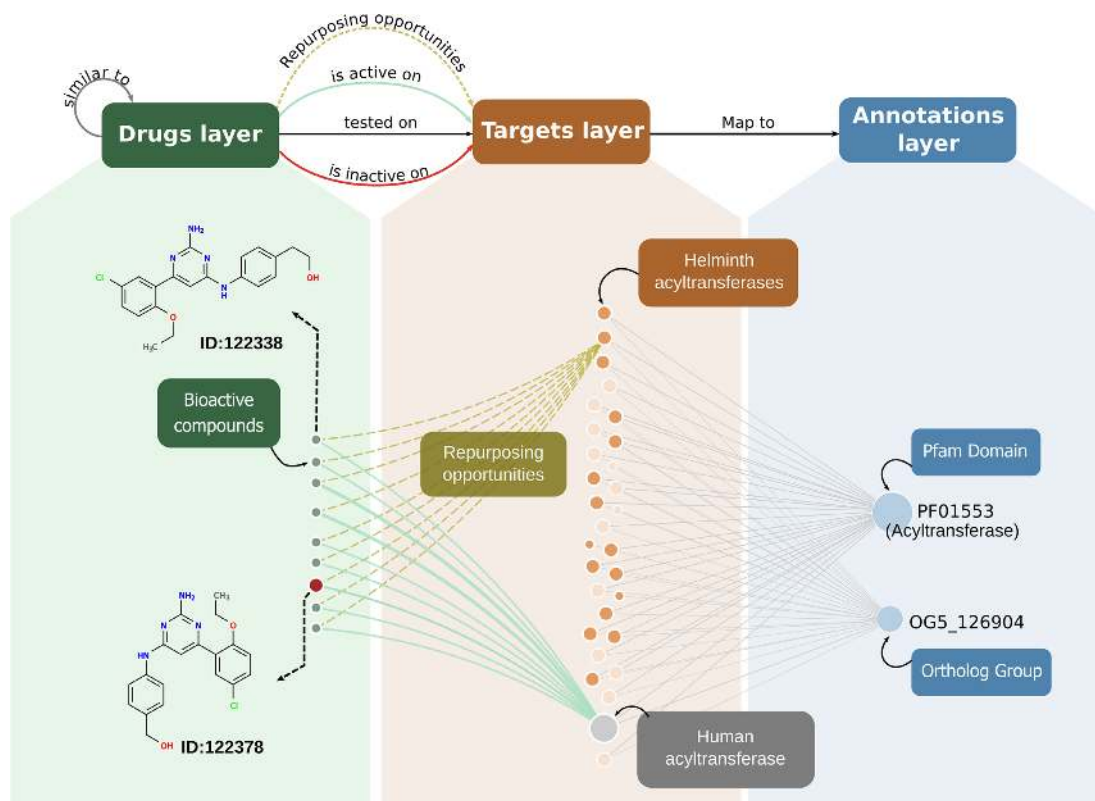 Repurposing opportunities
similar to
is active on
Drugs layer
tested on
Targets layer
Map to
Annotations
layer
is inactive on
NH₂
N
N
Cl
N
H
OH
O
H₃C
ID:122338
Helminth
acyltransferases
Bioactive
compounds
Repurposing
opportunities
Pfam Domain
PF01553
(Acyltransferase)
OG5_126904
Ortholog Group
CH₃
NH₂
O
N
N
HN
Cl
OH
ID:122378
Human
acyltransferase